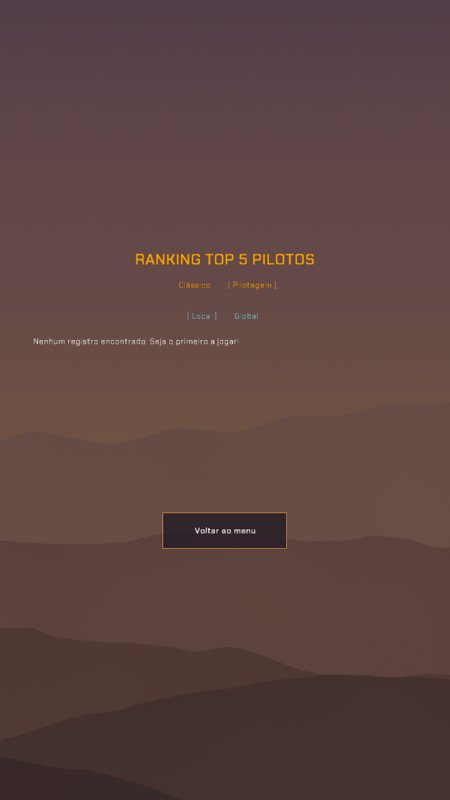 RANKING TOP 5 PILOTOS
Clássico [ Pilotagem ]
[ Local ] Global
Nenhum registro encontrado. Seja o primeiro a jogar!
Voltar ao menu